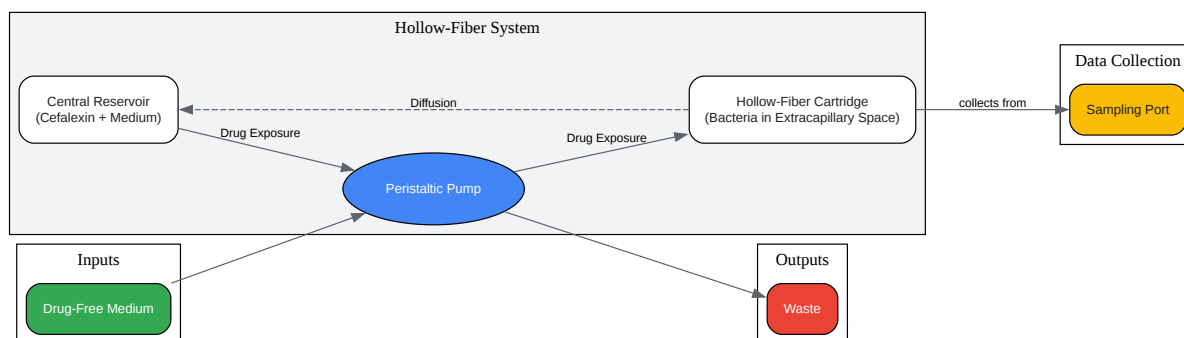 Hollow-Fiber System
Data Collection
Central Reservoir
(Cefalexin + Medium)
Diffusion
Hollow-Fiber Cartridge
(Bacteria in Extracapillary Space)
collects from
Sampling Port
Drug Exposure
Drug Exposure
Peristaltic Pump
Inputs
Drug-Free Medium
Outputs
Waste